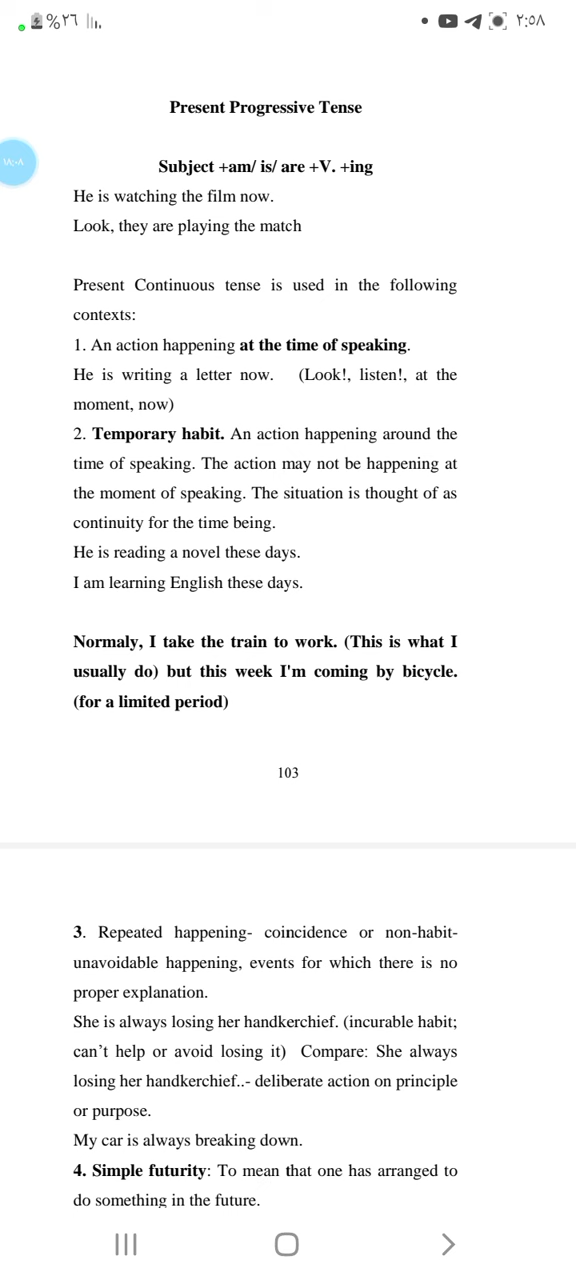 %٢٦ ٢:٥٨
Present Progressive Tense
١٨:٠٨
Subject +am/ is/ are +V. +ing
He is watching the film now.
Look, they are playing the match
Present Continuous tense is used in the following
contexts:
1. An action happening at the time of speaking.
He is writing a letter now. (Look!, listen!, at the
moment, now)
2. Temporary habit. An action happening around the
time of speaking. The action may not be happening at
the moment of speaking. The situation is thought of as
continuity for the time being.
He is reading a novel these days.
I am learning English these days.
Normaly, I take the train to work. (This is what I
usually do) but this week I'm coming by bicycle.
(for a limited period)
103
3. Repeated happening- coincidence or non-habit-
unavoidable happening, events for which there is no
proper explanation.
She is always losing her handkerchief. (incurable habit;
can’t help or avoid losing it) Compare: She always
losing her handkerchief..- deliberate action on principle
or purpose.
My car is always breaking down.
4. Simple futurity: To mean that one has arranged to
do something in the future.